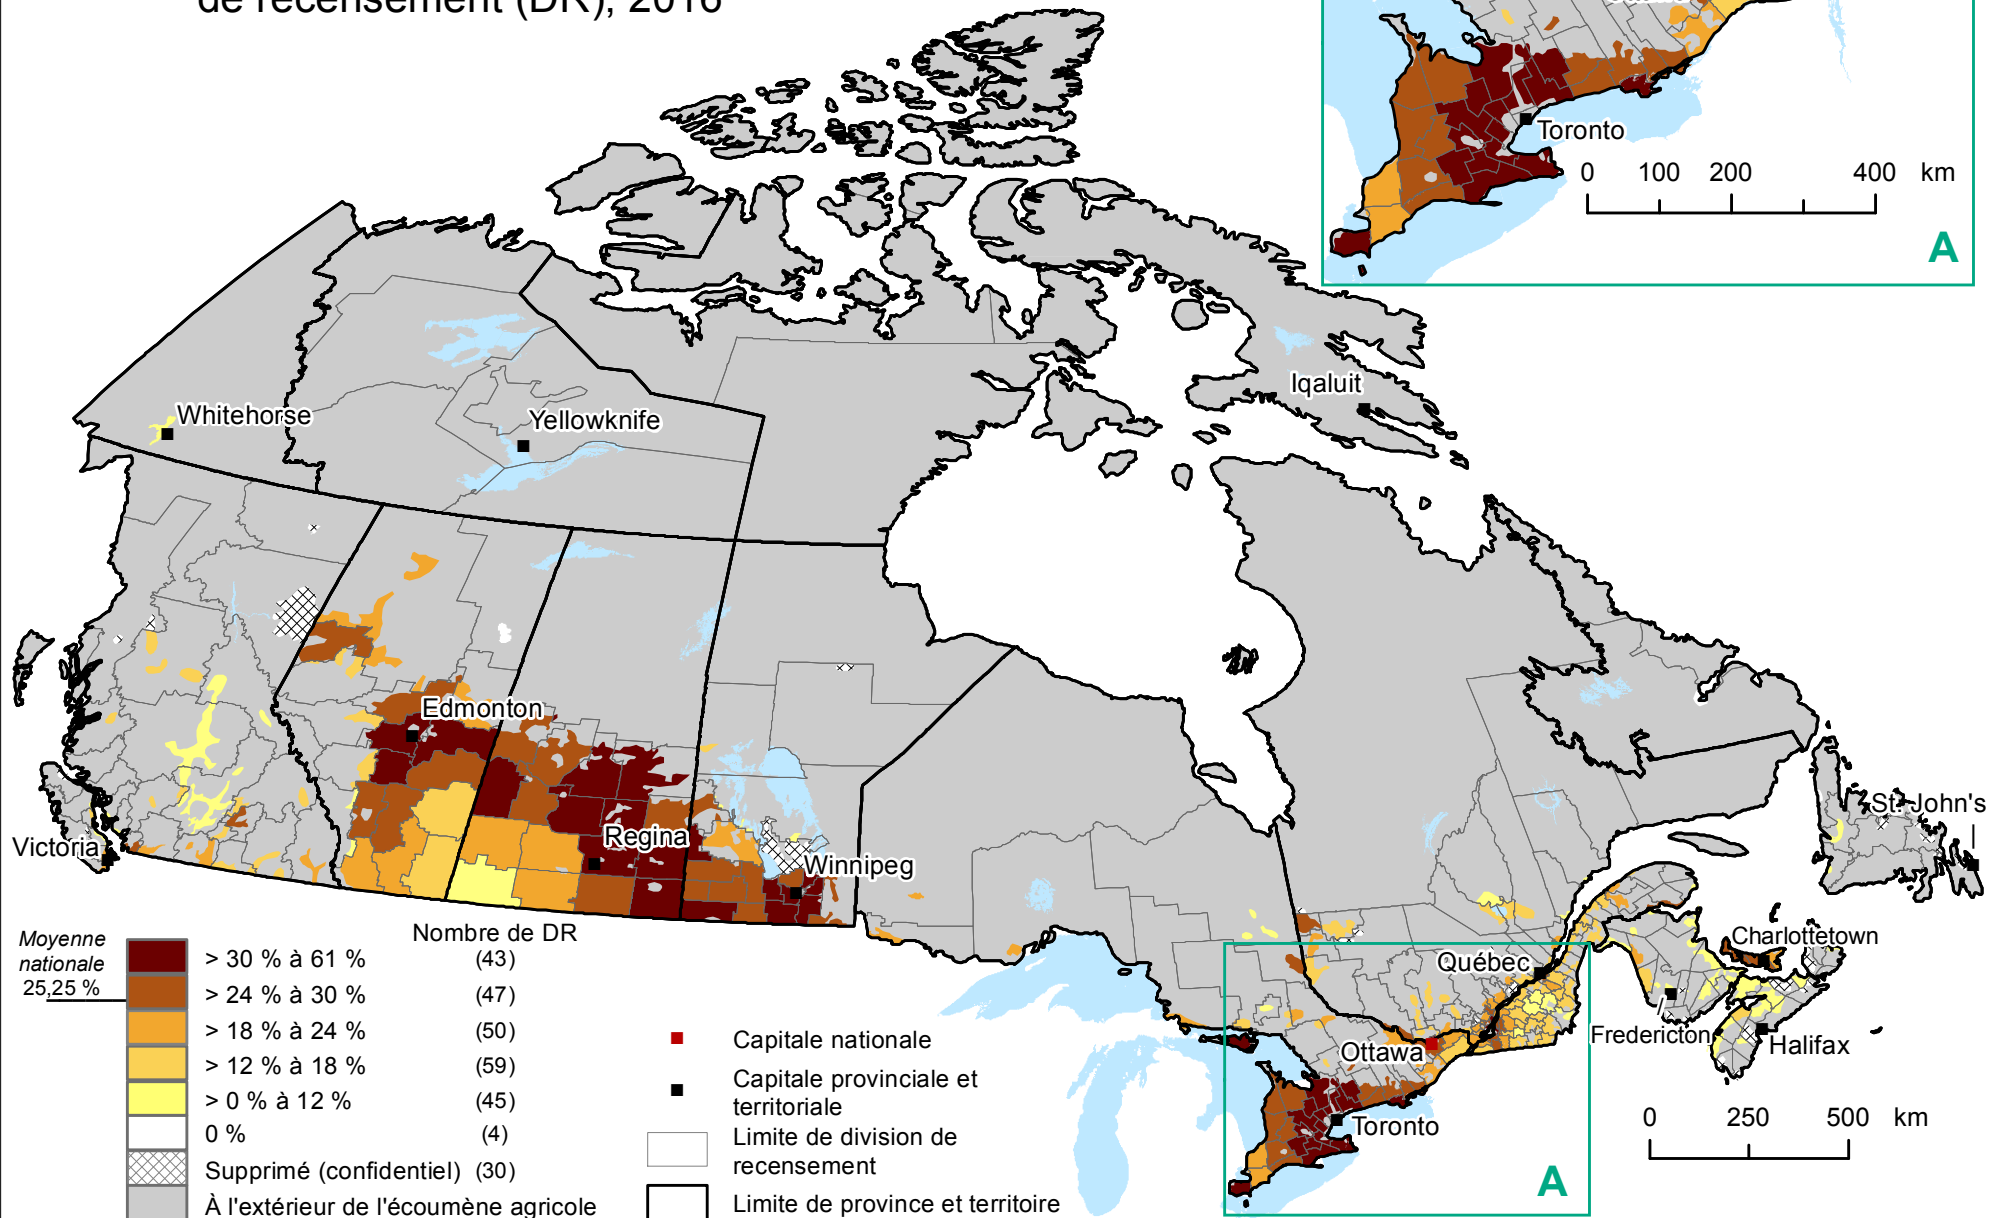 de recensement (DR), 2016
Toronto
0 100 200 400 km
A
Iqaluit
Whitehorse
Yellowknife
Edmonton
Regina
Winnipeg
Victoria
St. John's
Charlottetown
Québec
Fredericton
Halifax
Ottawa
Toronto
A
0 250 500 km
Moyenne
nationale
25,25 %
Nombre de DR
> 30 % à 61 % (43)
> 24 % à 30 % (47)
> 18 % à 24 % (50)
> 12 % à 18 % (59)
> 0 % à 12 % (45)
0 % (4)
Supprimé (confidentiel) (30)
À l'extérieur de l'écoumène agricole
Capitale nationale
Capitale provinciale et
territoriale
Limite de division de
recensement
Limite de province et territoire